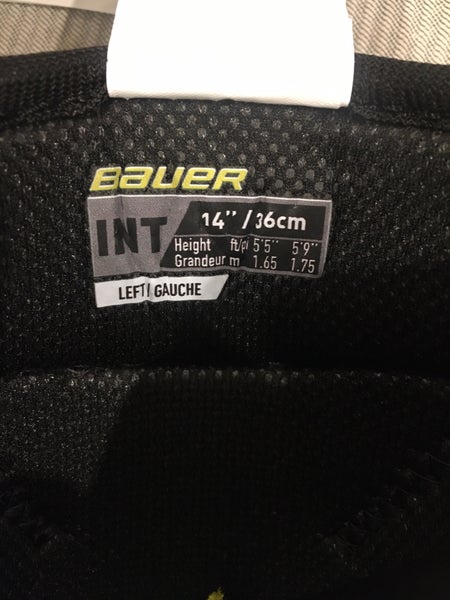 BAUER
INT
14"/36cm
Height ft/pi 5'5" 5'9"
Grandeur m 1.65 1.75
LEFT/GAUCHE